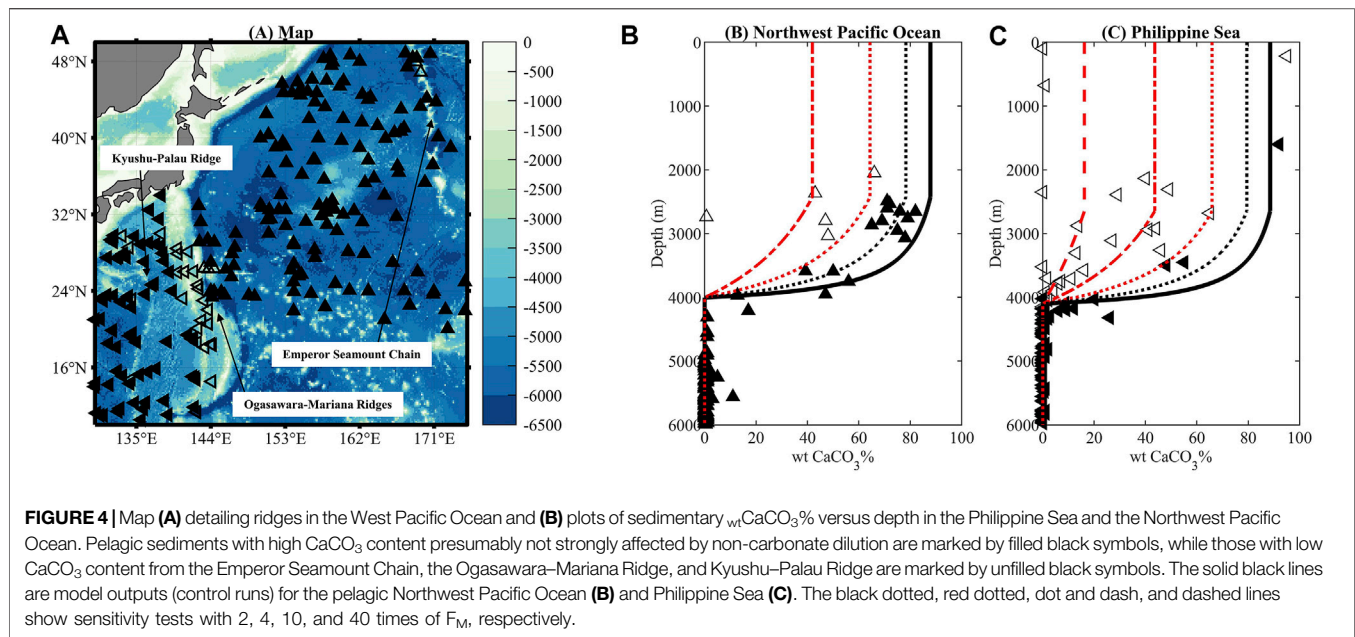 A
(A) Map
48°N
40°N
32°N
24°N
16°N
135°E
144°E
153°E
162°E
171°E
Kyushu-Palau Ridge
Emperor Seamount Chain
Ogasawara-Mariana Ridges
0
-500
-1000
-1500
-2000
-2500
-3000
-3500
-4000
-4500
-5000
-5500
-6000
-6500
B
(B) Northwest Pacific Ocean
Depth (m)
0
1000
2000
3000
4000
5000
6000
0
20
40
60
80
100
wt CaCO3%
C
(C) Philippine Sea
Depth (m)
0
1000
2000
3000
4000
5000
6000
0
20
40
60
80
100
wt CaCO3%
FIGURE 4 | Map (A) detailing ridges in the West Pacific Ocean and (B) plots of sedimentary wtCaCO3% versus depth in the Philippine Sea and the Northwest Pacific
Ocean. Pelagic sediments with high CaCO3 content presumably not strongly affected by non-carbonate dilution are marked by filled black symbols, while those with low
CaCO3 content from the Emperor Seamount Chain, the Ogasawara–Mariana Ridge, and Kyushu–Palau Ridge are marked by unfilled black symbols. The solid black lines
are model outputs (control runs) for the pelagic Northwest Pacific Ocean (B) and Philippine Sea (C). The black dotted, red dotted, dot and dash, and dashed lines
show sensitivity tests with 2, 4, 10, and 40 times of FM, respectively.